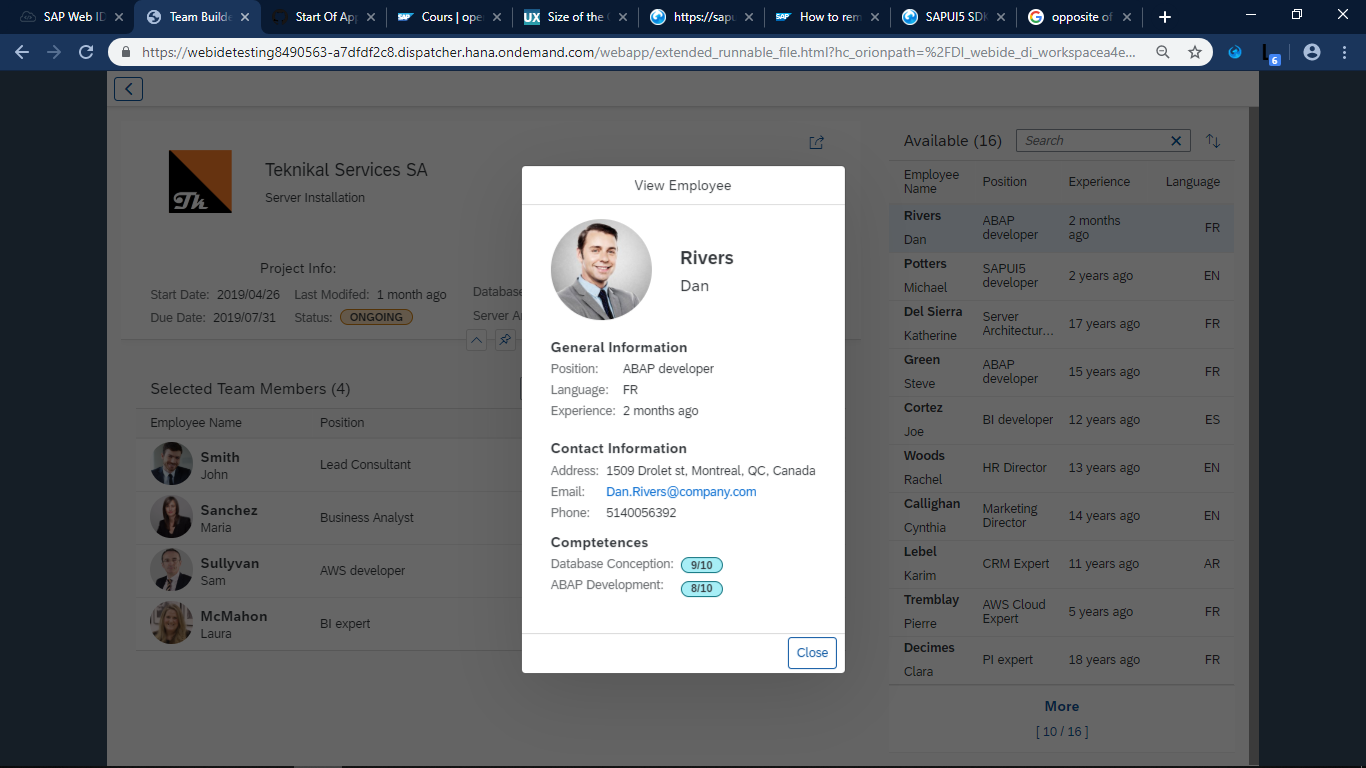 SAP Web ID
Team Builde
Start Of Ap
Cours | ope
UX Size of the
https://sapu
How to rem
SAPUI5 SDK
opposite of
https://webidetesting8490563-a7dfdf2c8.dispatcher.hana.ondemand.com/webapp/extended_runnable_file.html?hc_orionpath=%2FDI_webide_di_workspacea4e...
6
Th
Teknikal Services SA
Server Installation
Project Info:
Start Date: 2019/04/26 Last Modifed: 1 month ago Database
Due Date: 2019/07/31 Status: ONGOING Server A
Selected Team Members (4)
Employee Name Position
Smith
John
Lead Consultant
Sanchez
Maria
Business Analyst
Sullyvan
Sam
AWS developer
McMahon
Laura
BI expert
View Employee
Rivers
Dan
General Information
Position: ABAP developer
Language: FR
Experience: 2 months ago
Contact Information
Address: 1509 Drolet st, Montreal, QC, Canada
Email: Dan.Rivers@company.com
Phone: 5140056392
Comptetences
Database Conception: 9/10
ABAP Development: 8/10
Close
Available (16) Search
Employee Name Position Experience Language
Rivers
Dan
ABAP developer
2 months ago
FR
Potters
Michael
SAPUI5 developer
2 years ago
EN
Del Sierra
Katherine
Server Architectur...
17 years ago
FR
Green
Steve
ABAP developer
15 years ago
FR
Cortez
Joe
BI developer
12 years ago
ES
Woods
Rachel
HR Director
13 years ago
EN
Callighan
Cynthia
Marketing Director
14 years ago
EN
Lebel
Karim
CRM Expert
11 years ago
AR
Tremblay
Pierre
AWS Cloud Expert
5 years ago
FR
Decimes
Clara
PI expert
18 years ago
FR
More
[ 10 / 16 ]